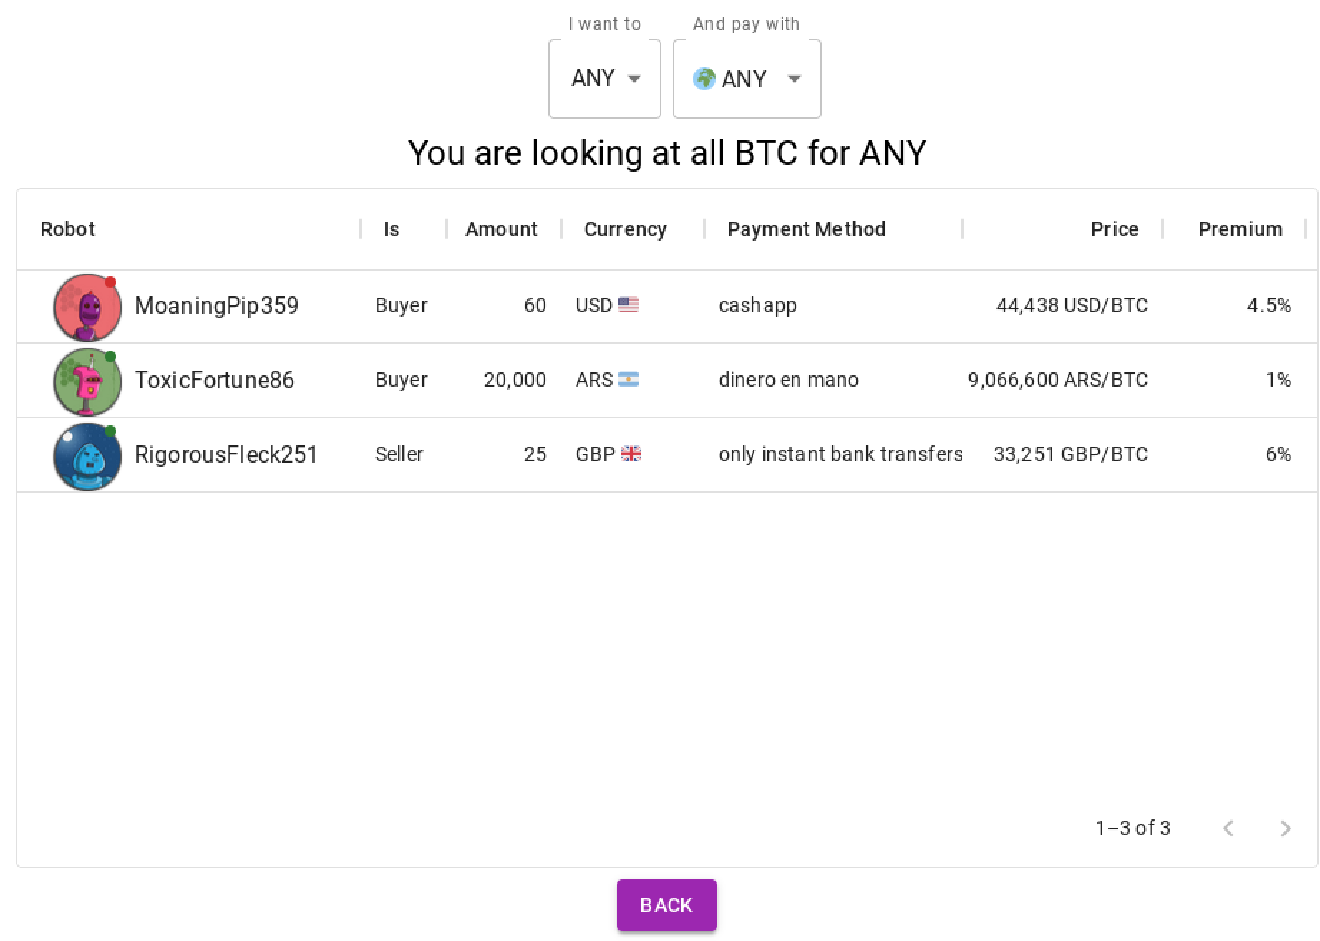 I want to And pay with
ANY ANY
You are looking at all BTC for ANY
Robot Is Amount Currency Payment Method Price Premium
MoaningPip359 Buyer 60 USD cashapp 44,438 USD/BTC 4.5%
ToxicFortune86 Buyer 20,000 ARS dinero en mano 9,066,600 ARS/BTC 1%
RigorousFleck251 Seller 25 GBP only instant bank transfers 33,251 GBP/BTC 6%
1–3 of 3
BACK